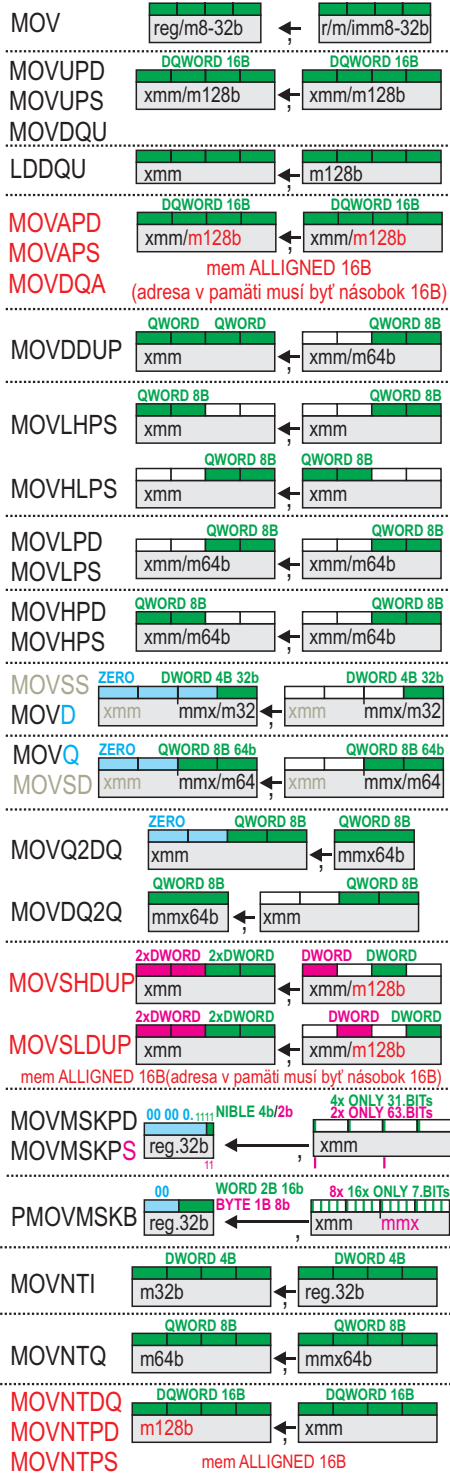 MOV reg/m8-32b , r/m/imm8-32b
DQWORD 16B DQWORD 16B
MOVUPD
MOVUPS xmm/m128b , xmm/m128b
MOVDQU
LDDQU xmm , m128b
DQWORD 16B DQWORD 16B
MOVAPD
MOVAPS xmm/m128b , xmm/m128b
MOVDQA mem ALLIGNED 16B
(adresa v pamäti musí byť násobok 16B)
QWORD QWORD QWORD 8B
MOVDDUP xmm , xmm/m64b
QWORD 8B QWORD 8B
MOVLHPS xmm , xmm
QWORD 8B QWORD 8B
MOVHLPS xmm , xmm
QWORD 8B QWORD 8B
MOVLPD
MOVLPS xmm/m64b , xmm/m64b
QWORD 8B QWORD 8B
MOVHPD
MOVHPS xmm/m64b , xmm/m64b
MOVSS ZERO DWORD 4B 32b DWORD 4B 32b
MOVD xmm mmx/m32 , xmm mmx/m32
MOVQ ZERO QWORD 8B 64b QWORD 8B 64b
MOVSD xmm mmx/m64 , xmm mmx/m64
ZERO QWORD 8B QWORD 8B
MOVQ2DQ xmm , mmx64b
QWORD 8B QWORD 8B
MOVDQ2Q mmx64b , xmm
2xDWORD 2xDWORD DWORD DWORD
MOVSHDUP xmm , xmm/m128b
2xDWORD 2xDWORD DWORD DWORD
MOVSLDUP xmm , xmm/m128b
mem ALLIGNED 16B(adresa v pamäti musí byť násobok 16B)
4x ONLY 31.BITs
MOVMSKPD 00 00 0. 1111 NIBLE 4b/2b 2x ONLY 63.BITs
MOVMSKPS reg.32b , xmm
11
00 WORD 2B 16b 8x 16x ONLY 7.BITs
BYTE 1B 8b
PMOVMSKB reg.32b , xmm mmx
DWORD 4B DWORD 4B
MOVNTI m32b , reg.32b
QWORD 8B QWORD 8B
MOVNTQ m64b , mmx64b
MOVNTDQ DQWORD 16B DQWORD 16B
MOVNTPD m128b , xmm
MOVNTPS mem ALLIGNED 16B